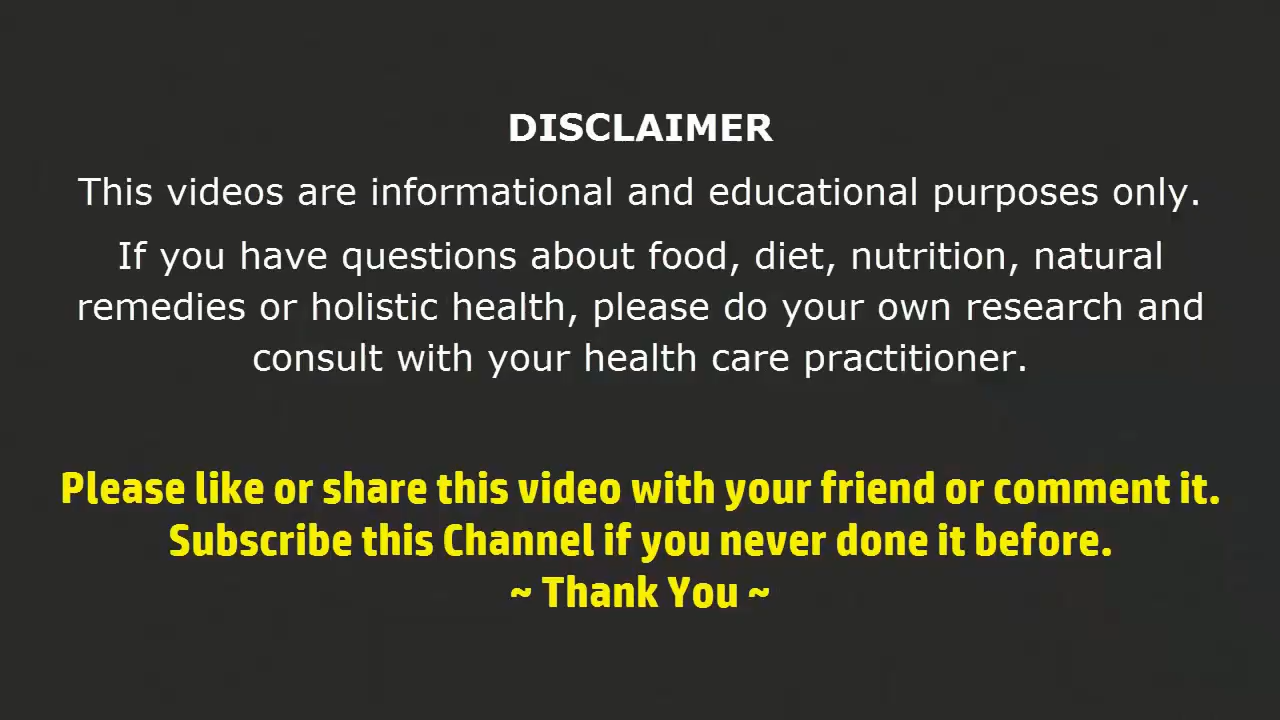 DISCLAIMER
This videos are informational and educational purposes only.
If you have questions about food, diet, nutrition, natural
remedies or holistic health, please do your own research and
consult with your health care practitioner.
Please like or share this video with your friend or comment it.
Subscribe this Channel if you never done it before.
~ Thank You ~